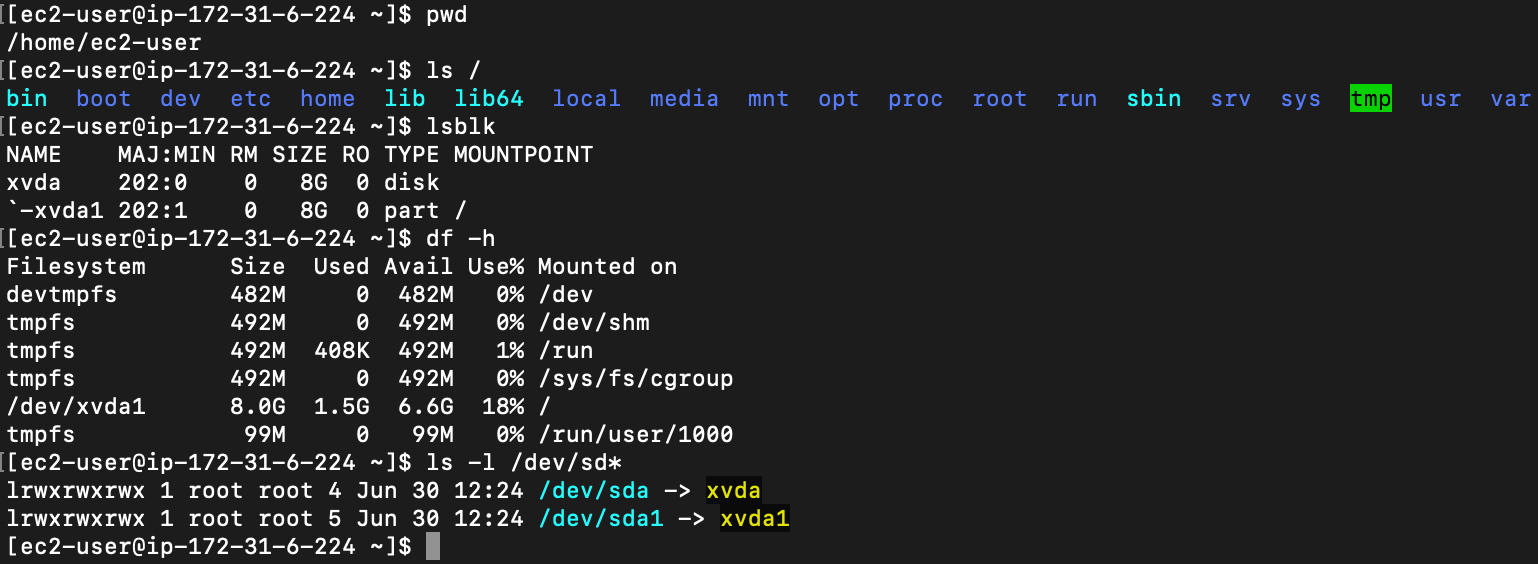 [[ec2-user@ip-172-31-6-224 ~]$ pwd
/home/ec2-user
[[ec2-user@ip-172-31-6-224 ~]$ ls /
bin  boot  dev  etc  home  lib  lib64  local  media  mnt  opt  proc  root  run  sbin  srv  sys  tmp  usr  var
[[ec2-user@ip-172-31-6-224 ~]$ lsblk
NAME    MAJ:MIN RM SIZE RO TYPE MOUNTPOINT
xvda    202:0    0   8G  0 disk
`-xvda1 202:1    0   8G  0 part /
[[ec2-user@ip-172-31-6-224 ~]$ df -h
Filesystem      Size  Used Avail Use% Mounted on
devtmpfs        482M     0  482M   0% /dev
tmpfs           492M     0  492M   0% /dev/shm
tmpfs           492M  408K  492M   1% /run
tmpfs           492M     0  492M   0% /sys/fs/cgroup
/dev/xvda1      8.0G  1.5G  6.6G  18% /
tmpfs            99M     0   99M   0% /run/user/1000
[[ec2-user@ip-172-31-6-224 ~]$ ls -l /dev/sd*
lrwxrwxrwx 1 root root 4 Jun 30 12:24 /dev/sda -> xvda
lrwxrwxrwx 1 root root 5 Jun 30 12:24 /dev/sda1 -> xvda1
[ec2-user@ip-172-31-6-224 ~]$